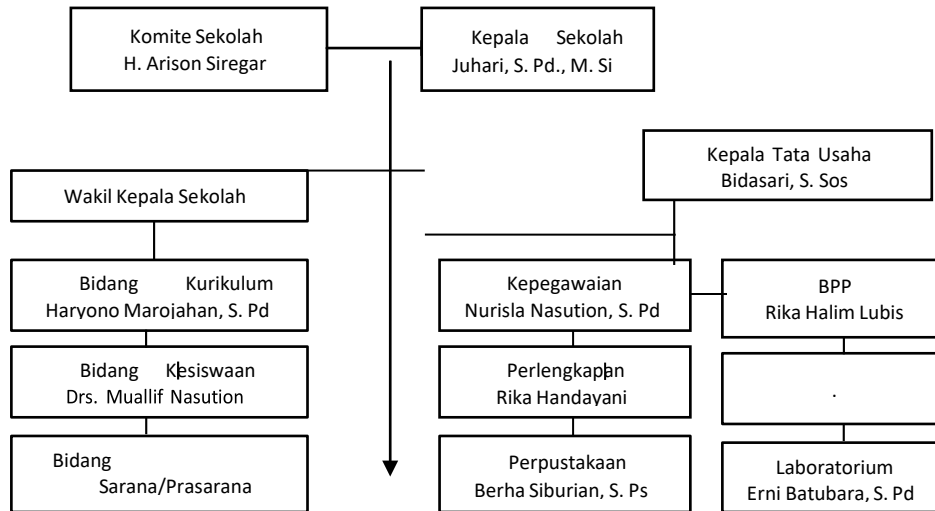 Komite Sekolah
H. Arison Siregar
Kepala Sekolah
Juhari, S. Pd., M. Si
Kepala Tata Usaha
Bidasari, S. Sos
Wakil Kepala Sekolah
Bidang Kurikulum
Haryono Marojahan, S. Pd
Kepegawaian
Nurisla Nasution, S. Pd
BPP
Rika Halim Lubis
Bidang Kesiswaan
Drs. Muallif Nasution
Perlengkapan
Rika Handayani
.
Bidang
Sarana/Prasarana
Perpustakaan
Berha Siburian, S. Ps
Laboratorium
Erni Batubara, S. Pd